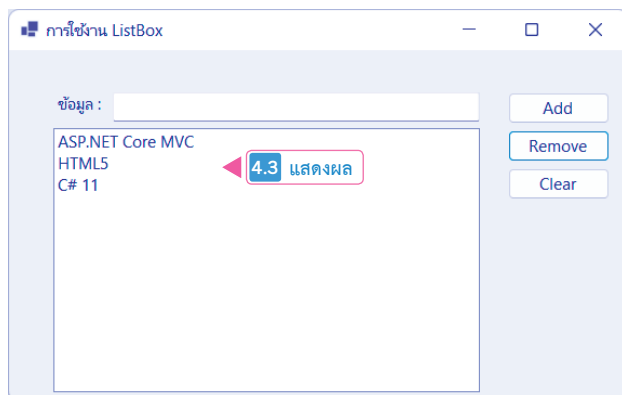 การใช้งาน ListBox
ข้อมูล :
Add
ASP.NET Core MVC
Remove
HTML5
4.3 แสดงผล
C# 11
Clear